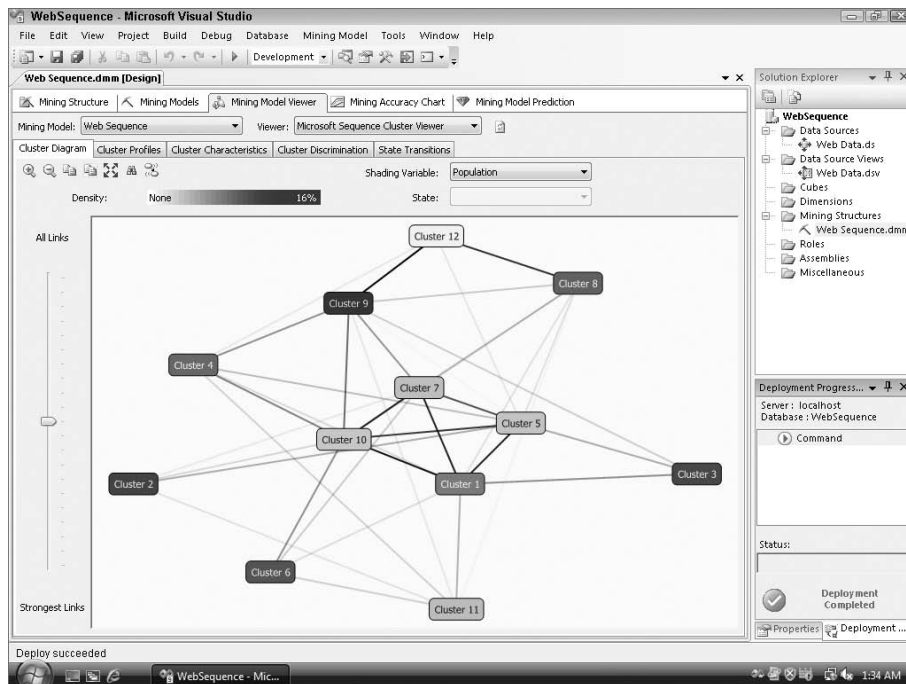 WebSequence - Microsoft Visual Studio
File Edit View Project Build Debug Database Mining Model Tools Window Help
Development
Web Sequence.dmm [Design]
Mining Structure Mining Models Mining Model Viewer Mining Accuracy Chart Mining Model Prediction
Mining Model: Web Sequence Viewer: Microsoft Sequence Cluster Viewer
Cluster Diagram Cluster Profiles Cluster Characteristics Cluster Discrimination State Transitions
Shading Variable: Population
Density: None 16% State:
All Links
Strongest Links
Cluster 12
Cluster 8
Cluster 9
Cluster 4
Cluster 7
Cluster 5
Cluster 10
Cluster 2
Cluster 1
Cluster 3
Cluster 6
Cluster 11
Solution Explorer
WebSequence
Data Sources
Web Data.ds
Data Source Views
Web Data.dsv
Cubes
Dimensions
Mining Structures
Web Sequence.dmm
Roles
Assemblies
Miscellaneous
Deployment Progress...
Server : localhost
Database : WebSequence
Command
Status:
Deployment
Completed
Properties Deployment ...
Deploy succeeded
WebSequence - Mic...
1:34 AM